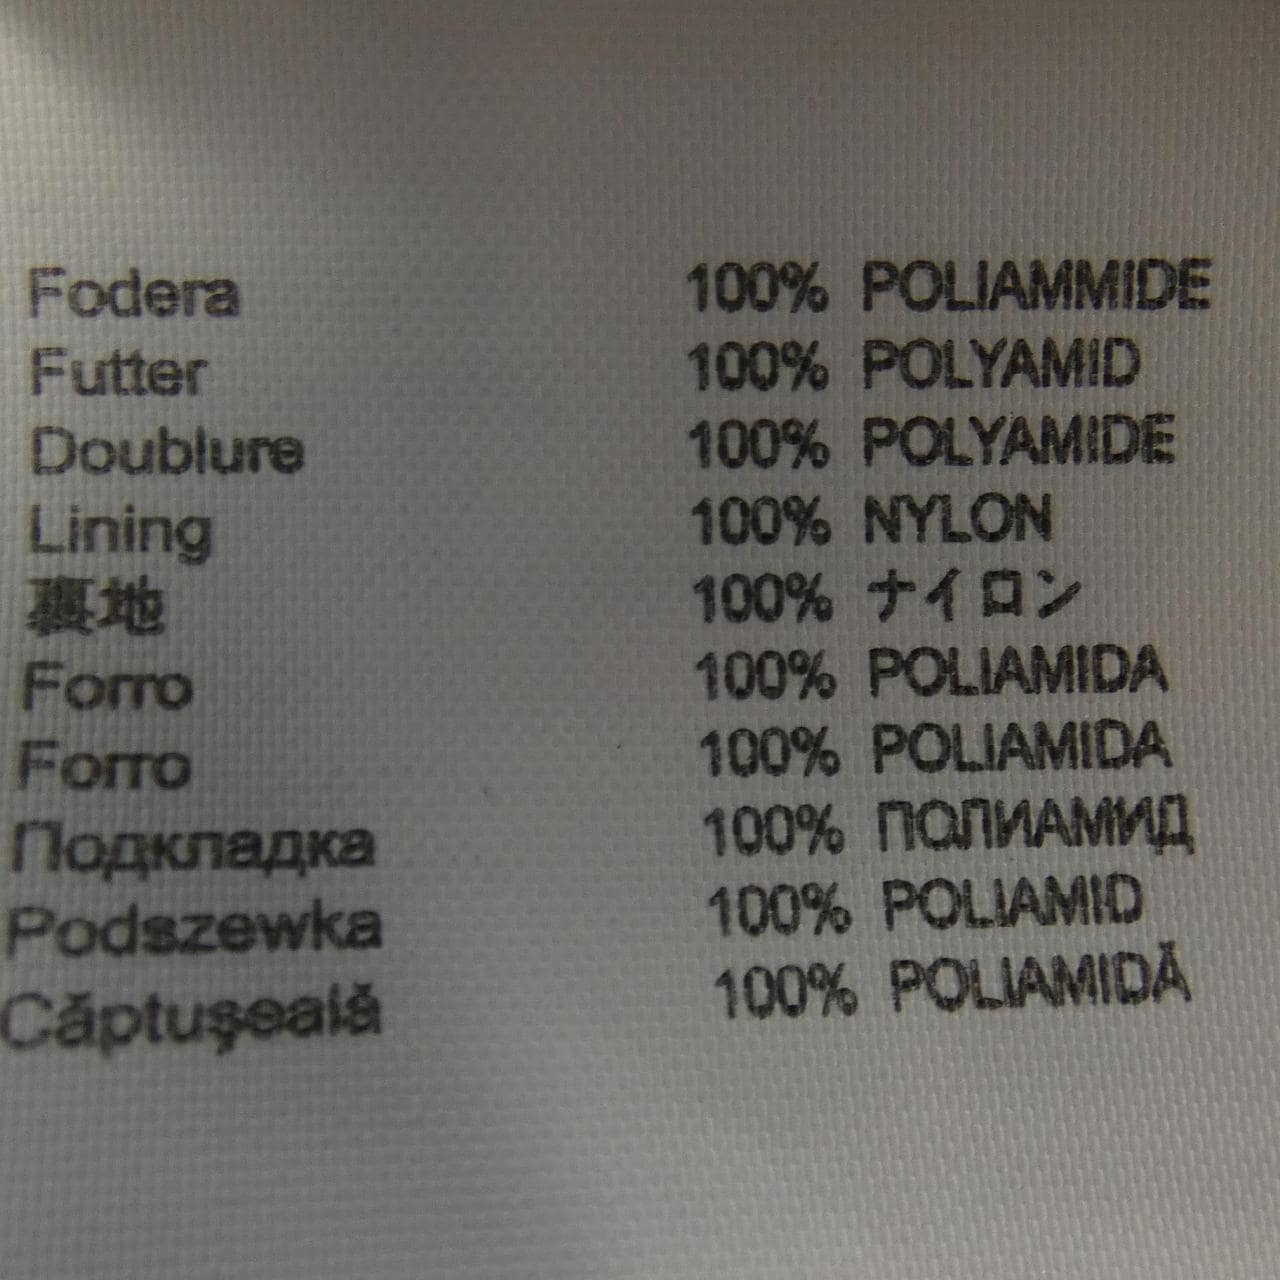 Fodera 100% POLIAMMIDE
Futter 100% POLYAMID
Doublure 100% POLYAMIDE
Lining 100% NYLON
裏地 100% ナイロン
Forro 100% POLIAMIDA
Forro 100% POLIAMIDA
Подкладка 100% ПОЛИАМИД
Podszewka 100% POLIAMID
Căptuşeală 100% POLIAMIDĂ